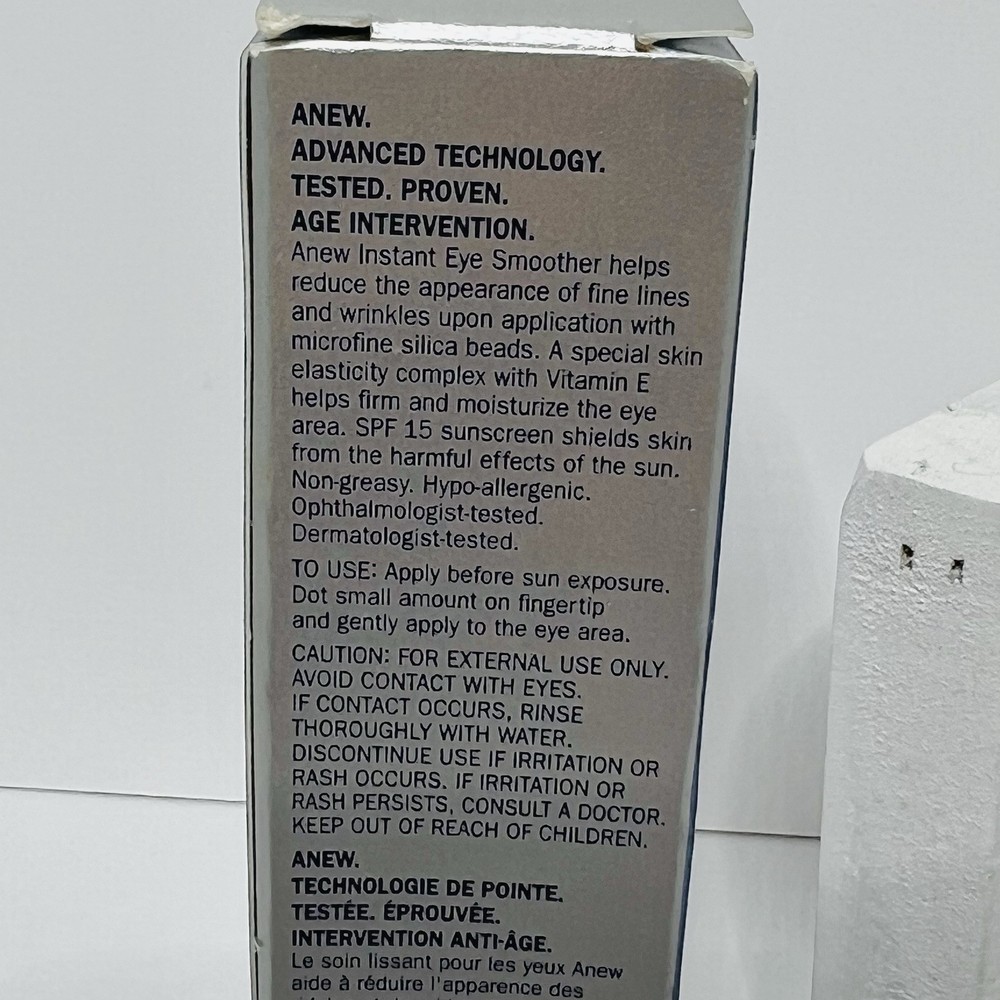 ANEW.
ADVANCED TECHNOLOGY.
TESTED. PROVEN.
AGE INTERVENTION.
Anew Instant Eye Smoother helps
reduce the appearance of fine lines
and wrinkles upon application with
microfine silica beads. A special skin
elasticity complex with Vitamin E
helps firm and moisturize the eye
area. SPF 15 sunscreen shields skin
from the harmful effects of the sun.
Non-greasy. Hypo-allergenic.
Ophthalmologist-tested.
Dermatologist-tested.
TO USE: Apply before sun exposure.
Dot small amount on fingertip
and gently apply to the eye area.
CAUTION: FOR EXTERNAL USE ONLY.
AVOID CONTACT WITH EYES.
IF CONTACT OCCURS, RINSE
THOROUGHLY WITH WATER.
DISCONTINUE USE IF IRRITATION OR
RASH OCCURS. IF IRRITATION OR
RASH PERSISTS, CONSULT A DOCTOR.
KEEP OUT OF REACH OF CHILDREN.
ANEW.
TECHNOLOGIE DE POINTE.
TESTÉE. ÉPROUVÉE.
INTERVENTION ANTI-ÂGE.
Le soin lissant pour les yeux Anew
aide à réduire l'apparence des